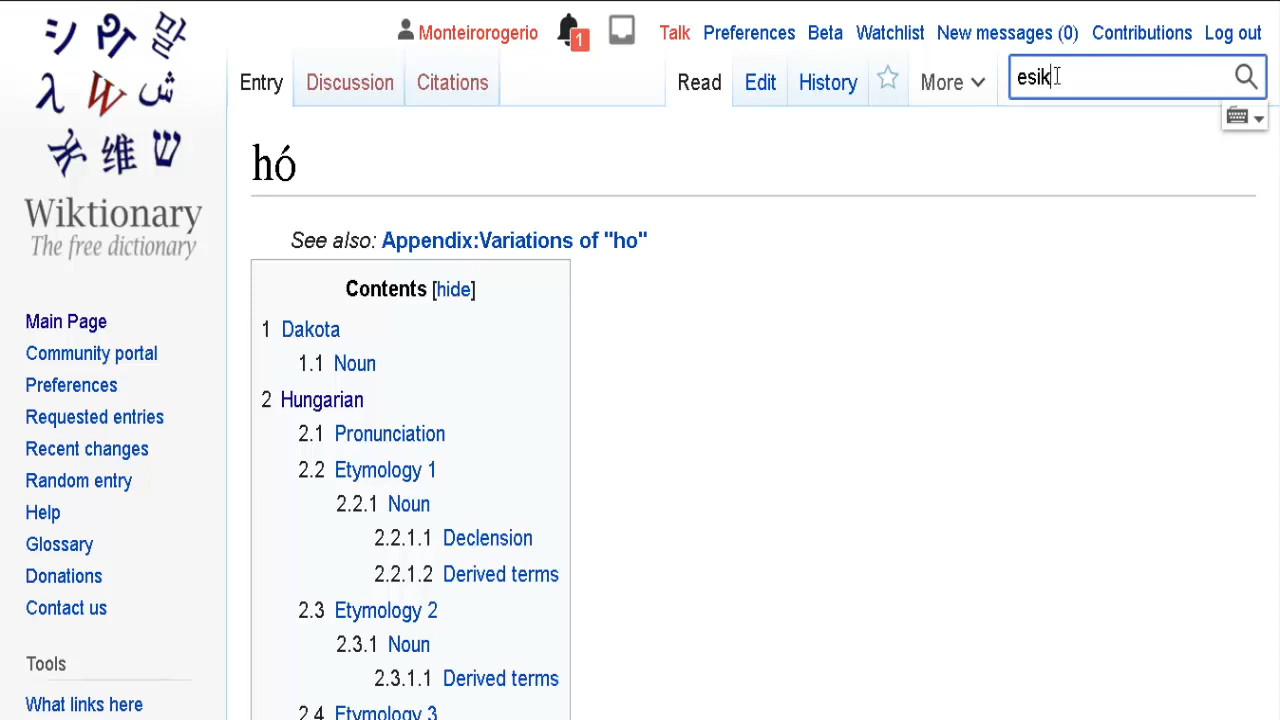 シ Ω 말
λ W ش
维 ש
Wiktionary
The free dictionary
Main Page
Community portal
Preferences
Requested entries
Recent changes
Random entry
Help
Glossary
Donations
Contact us
Tools
What links here
Monteirorogerio 1 Talk Preferences Beta Watchlist New messages (0) Contributions Log out
Entry Discussion Citations Read Edit History More esik
hó
See also: Appendix:Variations of "ho"
Contents [hide]
1 Dakota
1.1 Noun
2 Hungarian
2.1 Pronunciation
2.2 Etymology 1
2.2.1 Noun
2.2.1.1 Declension
2.2.1.2 Derived terms
2.3 Etymology 2
2.3.1 Noun
2.3.1.1 Derived terms
2.4 Etymology 3